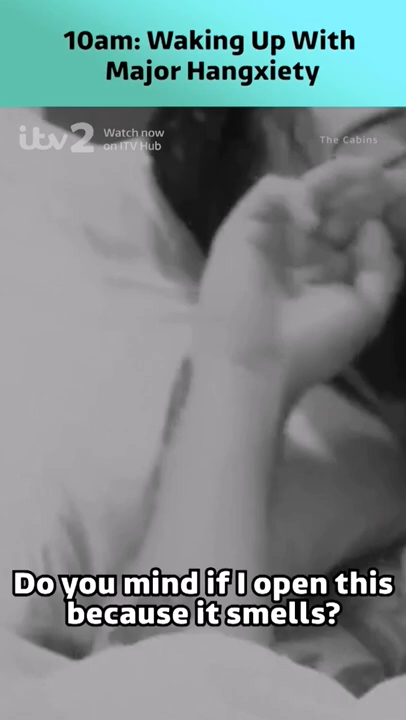 10am: Waking Up With
Major Hangxiety
itv2
Watch now
on ITV Hub
The Cabins
Do you mind if I open this
because it smells?